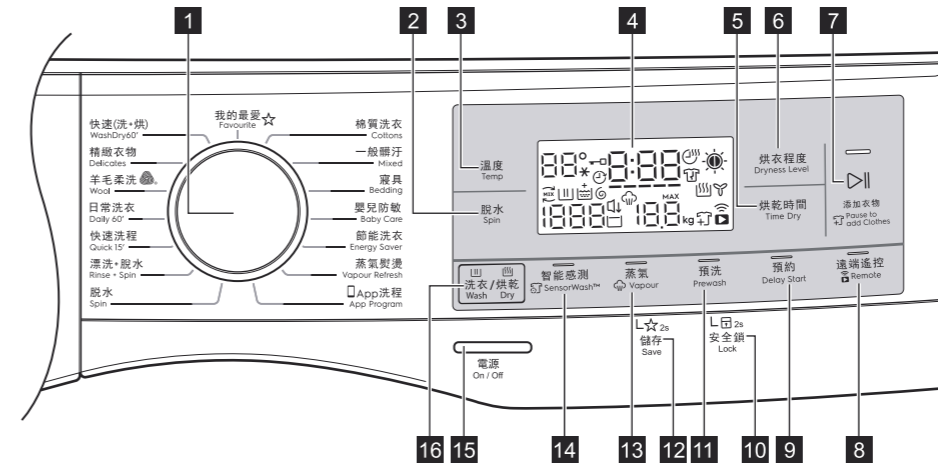 1
2
3
4
5
6
7
我的最愛☆
Favourite
快速(洗+烘)
WashDry60'
精緻衣物
Delicates
羊毛柔洗
Wool
日常洗衣
Daily 60'
快速洗程
Quick 15'
漂洗+脫水
Rinse + Spin
脫水
Spin
棉質洗衣
Cottons
一般髒汙
Mixed
寢具
Bedding
嬰兒防敏
Baby Care
節能洗衣
Energy Saver
蒸氣熨燙
Vapour Refresh
App洗程
App Program
溫度
Temp
脫水
Spin
88°
8:88
MIX
MAX
1888
18.8 kg
烘衣程度
Dryness Level
烘乾時間
Time Dry
添加衣物
Pause to
add Clothes
洗衣/烘乾
Wash Dry
智能感測
SensorWash™
蒸氣
Vapour
預洗
Prewash
預約
Delay Start
遠端遙控
Remote
☆ 2s
儲存
Save
2s
安全鎖
Lock
電源
On / Off
16
15
14
13
12
11
10
9
8